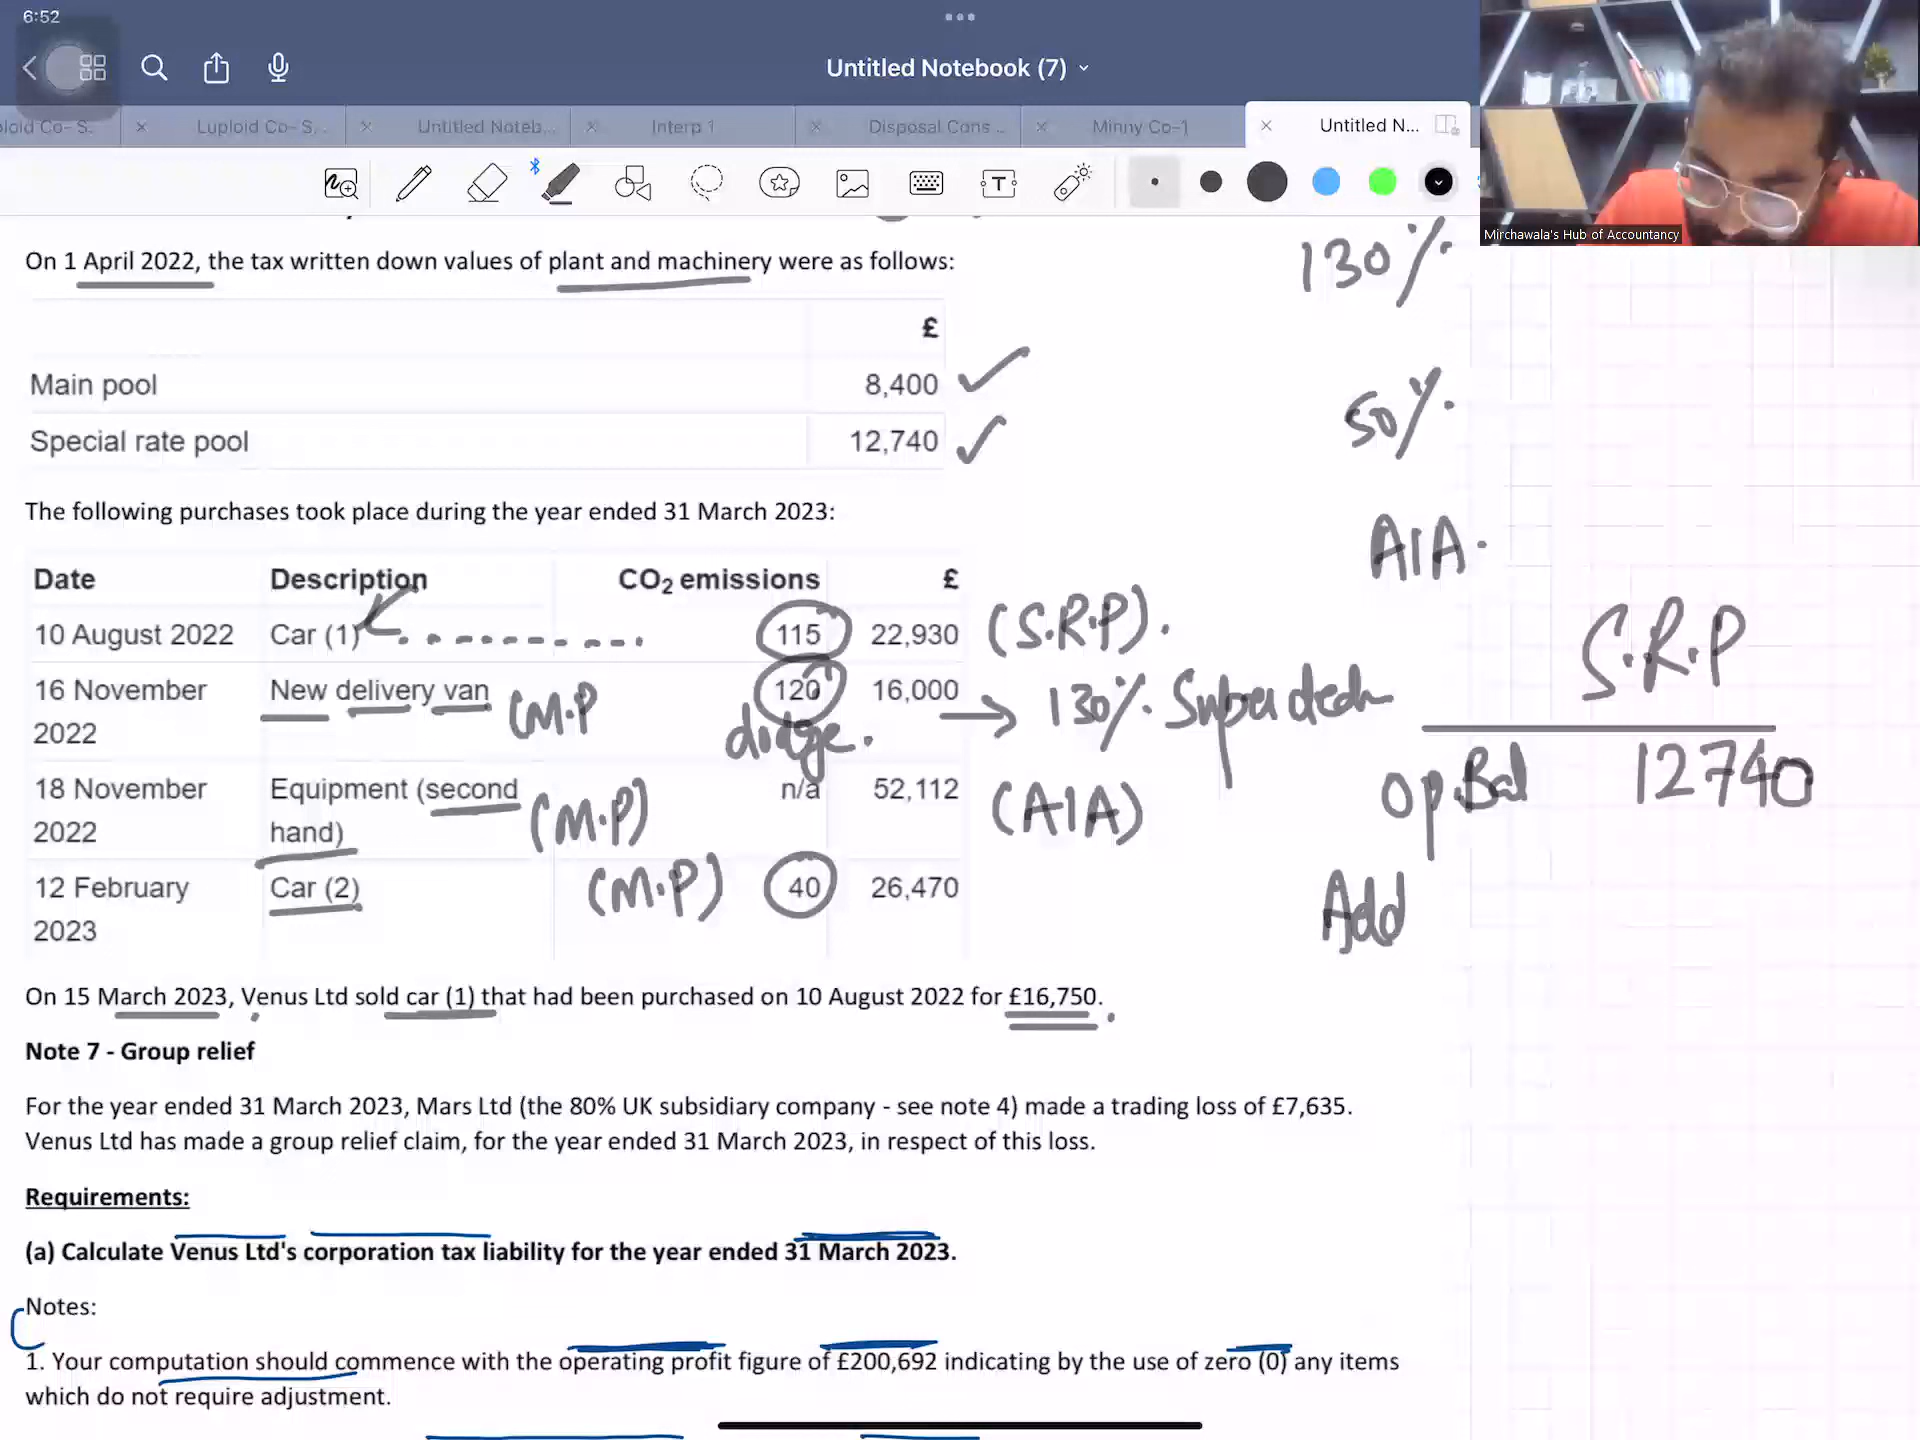 6:52
Untitled Notebook (7)
loid Co- S.
Luploid Co- S...
Untitled Noteb...
Interp 1
Disposal Cons ...
Minny Co-1
Untitled N...
Mirchawala's Hub of Accountancy
On 1 April 2022, the tax written down values of plant and machinery were as follows:
130%.
£
Main pool 8,400
50%.
Special rate pool 12,740
The following purchases took place during the year ended 31 March 2023:
AIA.
Date Description CO₂ emissions £
10 August 2022 Car (1) 115 22,930 (S.R.P).
S.R.P
16 November 2022 New delivery van (M.P 120 16,000 → 130%. Super dedn
dodge.
Op.Bal 12740
18 November 2022 Equipment (second hand) (M.P) n/a 52,112 (AIA)
12 February 2023 Car (2) (M.P) 40 26,470
Add
On 15 March 2023, Venus Ltd sold car (1) that had been purchased on 10 August 2022 for £16,750.
Note 7 - Group relief
For the year ended 31 March 2023, Mars Ltd (the 80% UK subsidiary company - see note 4) made a trading loss of £7,635.
Venus Ltd has made a group relief claim, for the year ended 31 March 2023, in respect of this loss.
Requirements:
(a) Calculate Venus Ltd's corporation tax liability for the year ended 31 March 2023.
Notes:
1. Your computation should commence with the operating profit figure of £200,692 indicating by the use of zero (0) any items
which do not require adjustment.